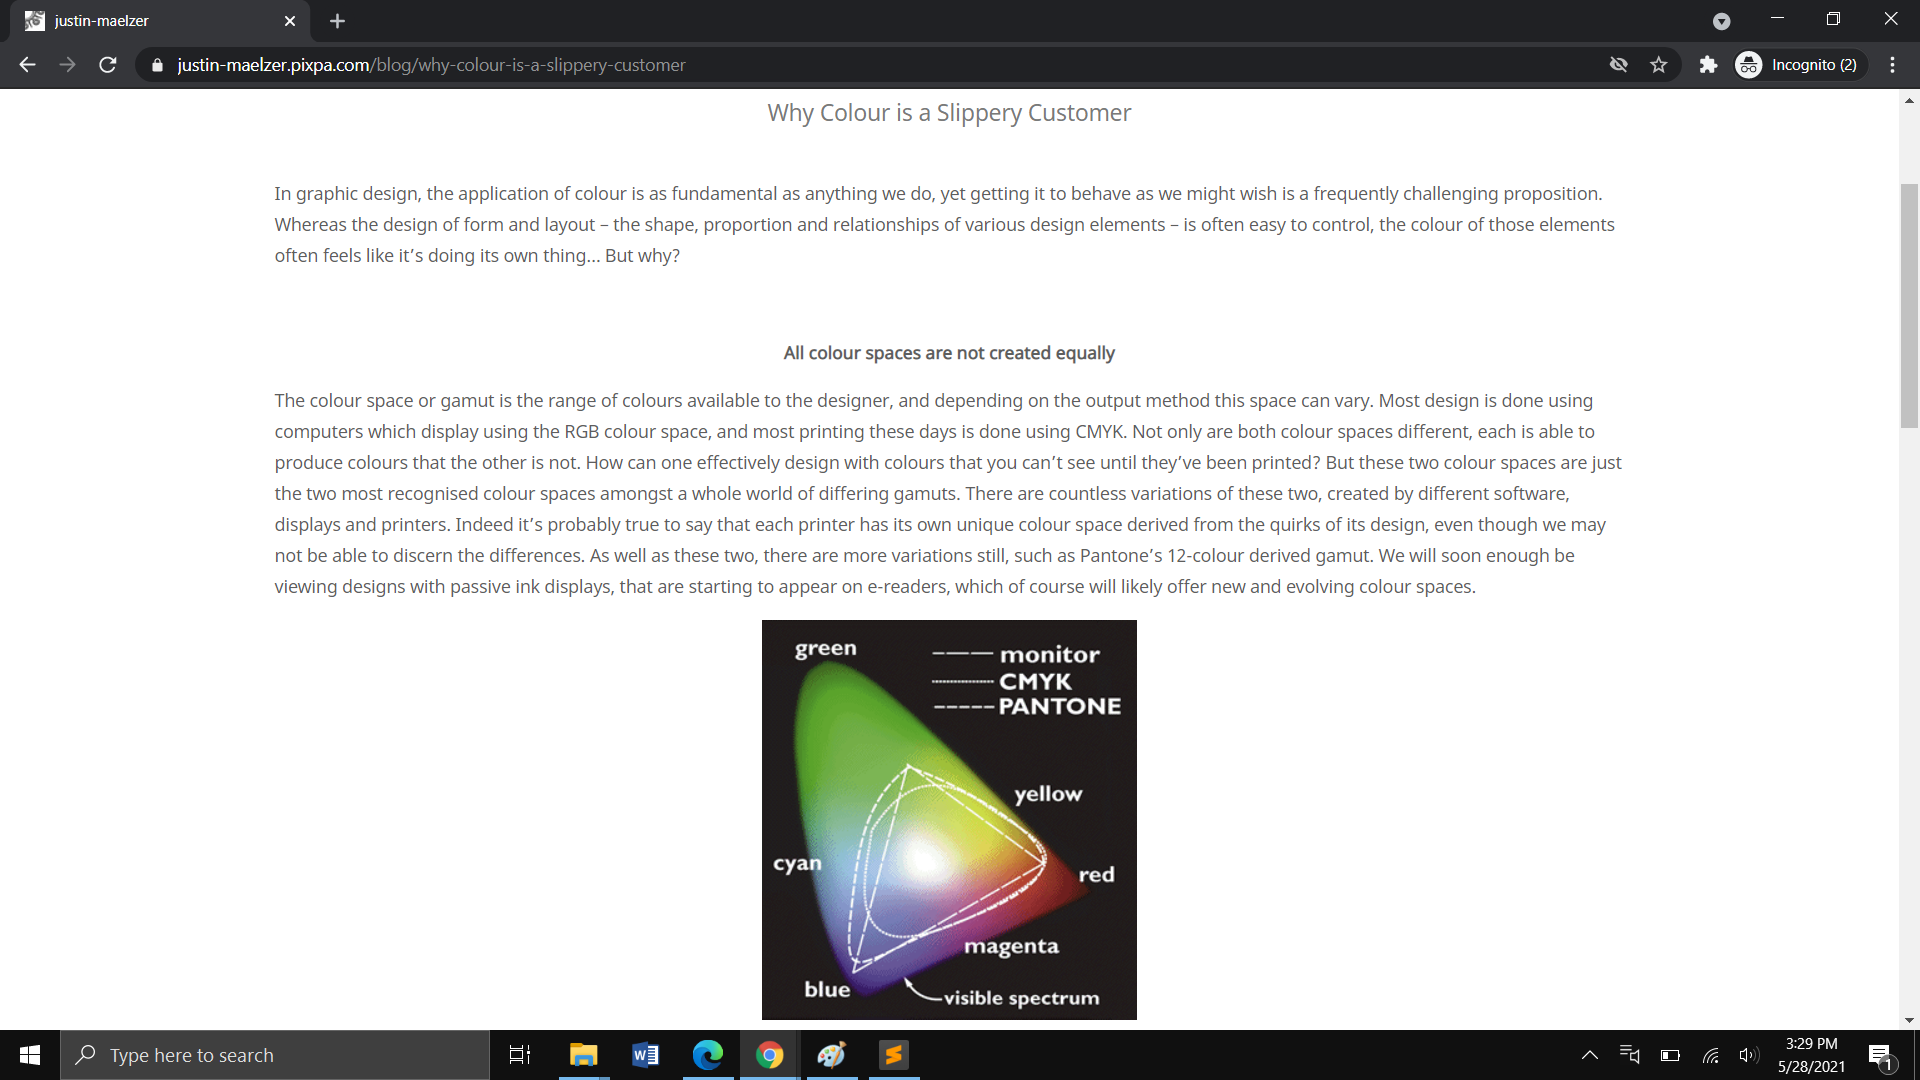 justin-maelzer
justin-maelzer.pixpa.com/blog/why-colour-is-a-slippery-customer
Incognito (2)
Why Colour is a Slippery Customer
In graphic design, the application of colour is as fundamental as anything we do, yet getting it to behave as we might wish is a frequently challenging proposition.
Whereas the design of form and layout – the shape, proportion and relationships of various design elements – is often easy to control, the colour of those elements
often feels like it’s doing its own thing... But why?
All colour spaces are not created equally
The colour space or gamut is the range of colours available to the designer, and depending on the output method this space can vary. Most design is done using
computers which display using the RGB colour space, and most printing these days is done using CMYK. Not only are both colour spaces different, each is able to
produce colours that the other is not. How can one effectively design with colours that you can’t see until they’ve been printed? But these two colour spaces are just
the two most recognised colour spaces amongst a whole world of differing gamuts. There are countless variations of these two, created by different software,
displays and printers. Indeed it’s probably true to say that each printer has its own unique colour space derived from the quirks of its design, even though we may
not be able to discern the differences. As well as these two, there are more variations still, such as Pantone’s 12-colour derived gamut. We will soon enough be
viewing designs with passive ink displays, that are starting to appear on e-readers, which of course will likely offer new and evolving colour spaces.
green
monitor
CMYK
PANTONE
yellow
cyan
red
magenta
blue
visible spectrum
Type here to search
3:29 PM
5/28/2021
1